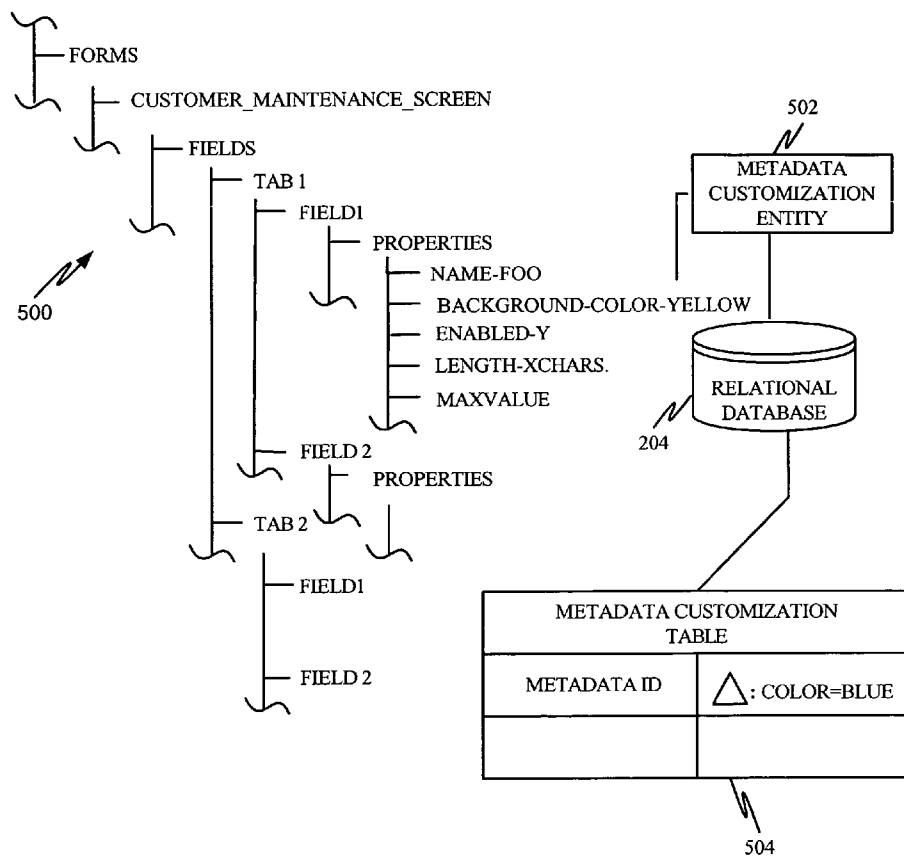 FORMS
CUSTOMER_MAINTENANCE_SCREEN
FIELDS
TAB 1
FIELD1
PROPERTIES
NAME-FOO
BACKGROUND-COLOR-YELLOW
ENABLED-Y
LENGTH-XCHARS.
MAXVALUE
FIELD 2
PROPERTIES
TAB 2
FIELD1
FIELD 2
500
502
METADATA
CUSTOMIZATION
ENTITY
RELATIONAL
DATABASE
204
METADATA CUSTOMIZATION
TABLE
METADATA ID
△: COLOR=BLUE
504